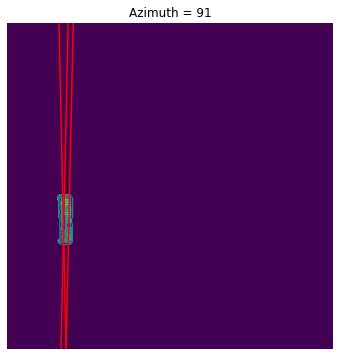 Azimuth = 91